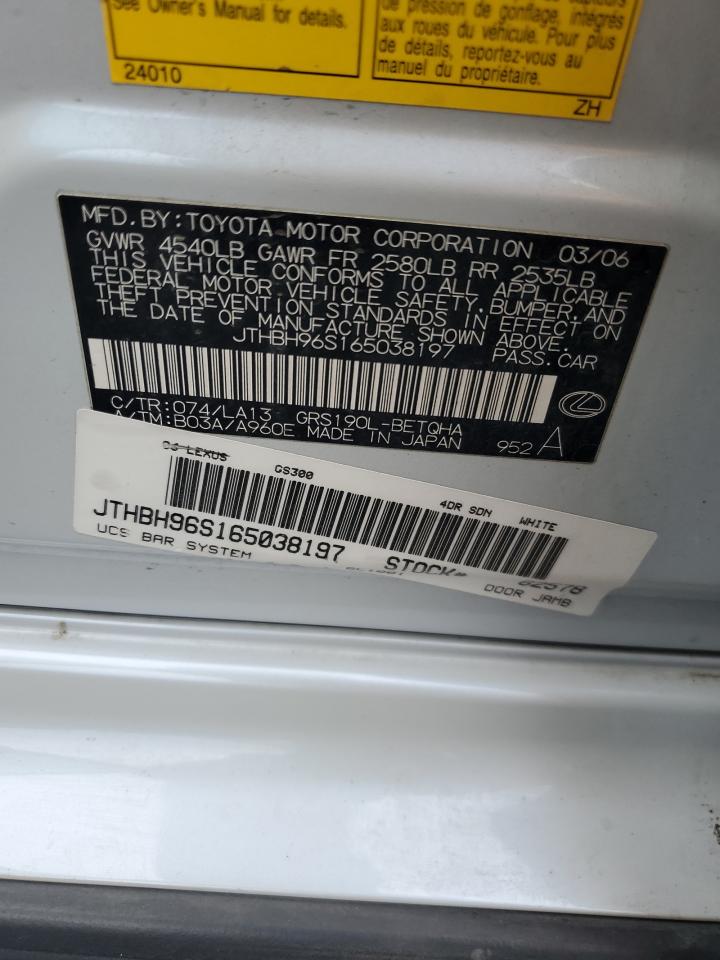 See Owner's Manual for details.
de pression de gonflage, intégrés
aux roues du véhicule. Pour plus
de détails, reportez-vous au
manuel du propriétaire.
24010
ZH
MFD. BY: TOYOTA MOTOR CORPORATION 03/06
GVWR 4540LB GAWR FR 2580LB RR 2535LB
THIS VEHICLE CONFORMS TO ALL APPLICABLE
FEDERAL MOTOR VEHICLE SAFETY, BUMPER, AND
THEFT PREVENTION STANDARDS IN EFFECT ON
THE DATE OF MANUFACTURE SHOWN ABOVE.
JTHBH96S165038197 PASS. CAR
C/TR: 074/LA13 GRS190L-BETQHA
A/TM: B03A/A960E MADE IN JAPAN 952 A
LEXUS GS300 4DR SDN WHITE
JTHBH96S165038197 STOCK# 62578
UCS BAR SYSTEM DOOR JAMB